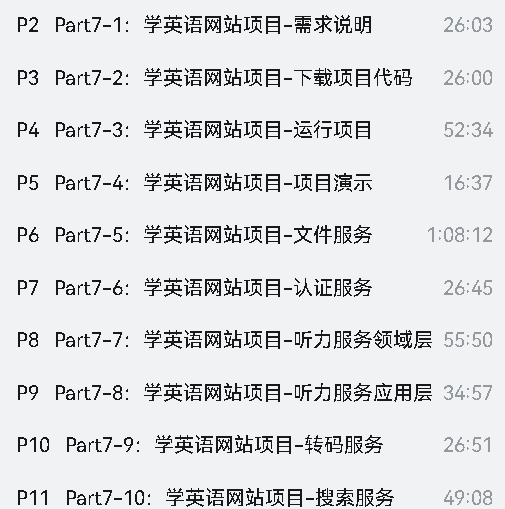 P2 Part7-1: 学英语网站项目-需求说明 26:03
P3 Part7-2: 学英语网站项目-下载项目代码 26:00
P4 Part7-3: 学英语网站项目-运行项目 52:34
P5 Part7-4: 学英语网站项目-项目演示 16:37
P6 Part7-5: 学英语网站项目-文件服务 1:08:12
P7 Part7-6: 学英语网站项目-认证服务 26:45
P8 Part7-7: 学英语网站项目-听力服务领域层 55:50
P9 Part7-8: 学英语网站项目-听力服务应用层 34:57
P10 Part7-9: 学英语网站项目-转码服务 26:51
P11 Part7-10: 学英语网站项目-搜索服务 49:08